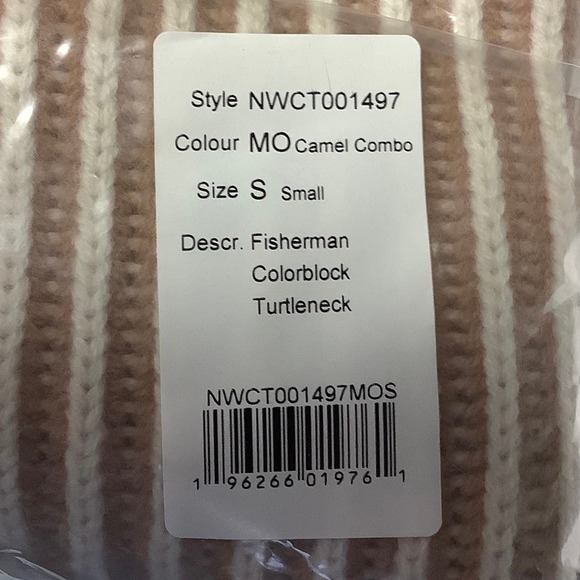 Style NWCT001497
Colour MO Camel Combo
Size S Small
Descr. Fisherman
Colorblock
Turtleneck
NWCT001497MOS
1 96266 01976 1